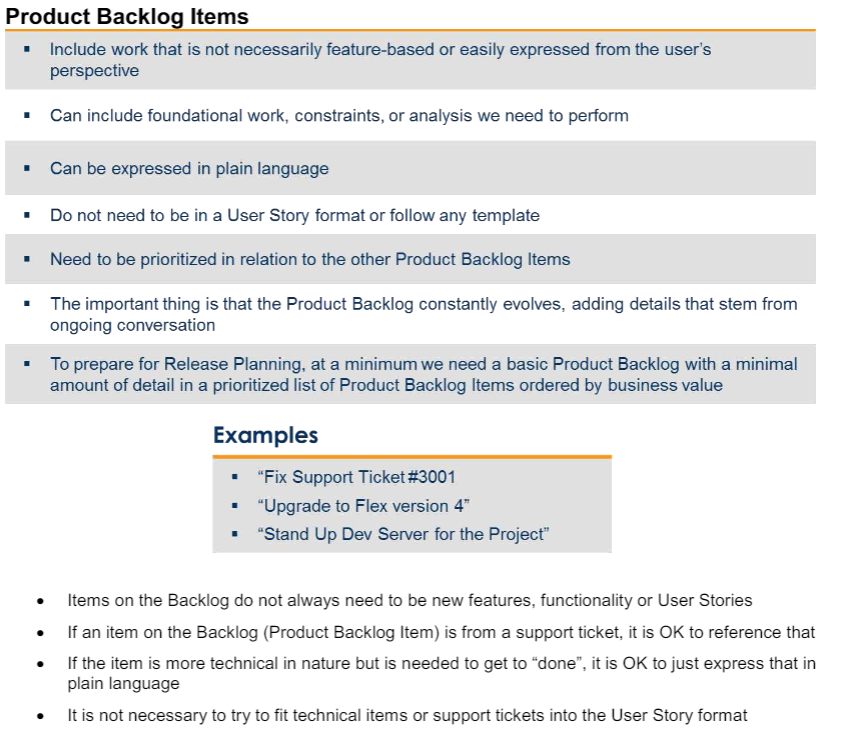 Product Backlog Items
▪ Include work that is not necessarily feature-based or easily expressed from the user’s
perspective
▪ Can include foundational work, constraints, or analysis we need to perform
▪ Can be expressed in plain language
▪ Do not need to be in a User Story format or follow any template
▪ Need to be prioritized in relation to the other Product Backlog Items
▪ The important thing is that the Product Backlog constantly evolves, adding details that stem from
ongoing conversation
▪ To prepare for Release Planning, at a minimum we need a basic Product Backlog with a minimal
amount of detail in a prioritized list of Product Backlog Items ordered by business value
Examples
▪ “Fix Support Ticket #3001
▪ “Upgrade to Flex version 4”
▪ “Stand Up Dev Server for the Project”
• Items on the Backlog do not always need to be new features, functionality or User Stories
• If an item on the Backlog (Product Backlog Item) is from a support ticket, it is OK to reference that
• If the item is more technical in nature but is needed to get to “done”, it is OK to just express that in
plain language
• It is not necessary to try to fit technical items or support tickets into the User Story format